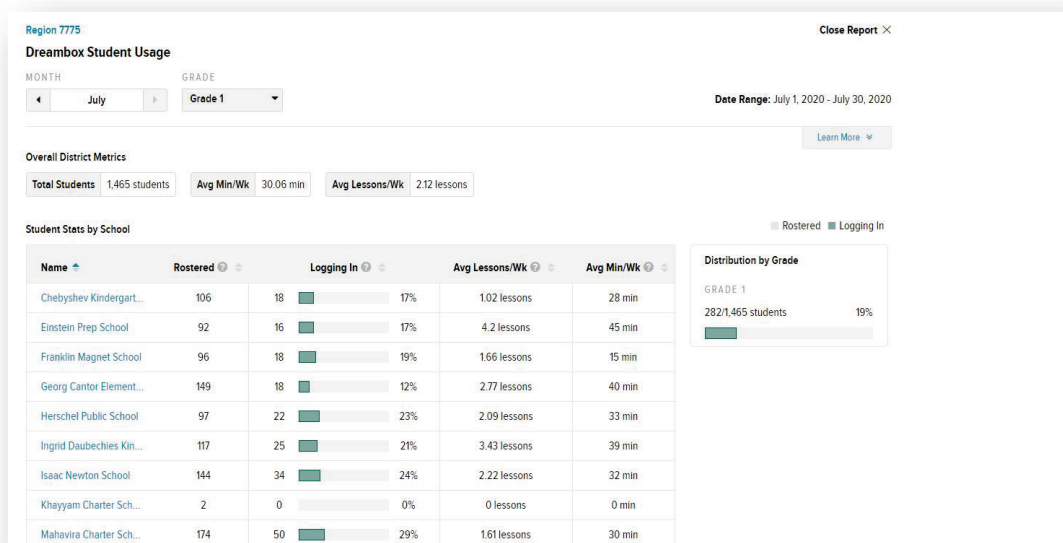 Region 7775
Close Report ×
Dreambox Student Usage
MONTH GRADE
July Grade 1
Date Range: July 1, 2020 - July 30, 2020
Learn More
Overall District Metrics
Total Students 1,465 students Avg Min/Wk 30.06 min Avg Lessons/Wk 2.12 lessons
Student Stats by School
Rostered Logging In
Name Rostered ? Logging In ? Avg Lessons/Wk ? Avg Min/Wk ?
Chebyshev Kindergart... 106 18 17% 1.02 lessons 28 min
Einstein Prep School 92 16 17% 4.2 lessons 45 min
Franklin Magnet School 96 18 19% 1.66 lessons 15 min
Georg Cantor Element... 149 18 12% 2.77 lessons 40 min
Herschel Public School 97 22 23% 2.09 lessons 33 min
Ingrid Daubechies Kin... 117 25 21% 3.43 lessons 39 min
Isaac Newton School 144 34 24% 2.22 lessons 32 min
Khayyam Charter Sch... 2 0 0% 0 lessons 0 min
Mahavira Charter Sch... 174 50 29% 1.61 lessons 30 min
Distribution by Grade
GRADE 1
282/1,465 students 19%